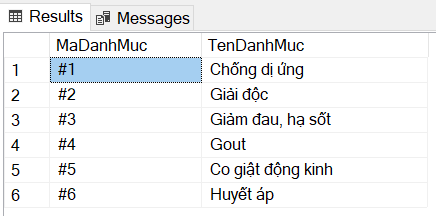 Results Messages
MaDanhMuc TenDanhMuc
1 #1 Chống dị ứng
2 #2 Giải độc
3 #3 Giảm đau, hạ sốt
4 #4 Gout
5 #5 Co giật động kinh
6 #6 Huyết áp